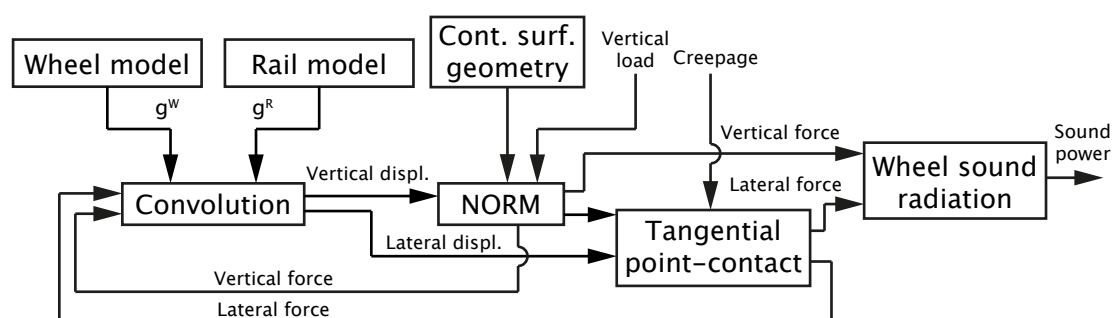 Wheel model
Rail model
Cont. surf.
geometry
Vertical
load
Creepage
g^W
g^R
Vertical force
Sound
power
Wheel sound
radiation
Vertical displ.
Lateral force
Convolution
NORM
Tangential
point-contact
Lateral displ.
Vertical force
Lateral force